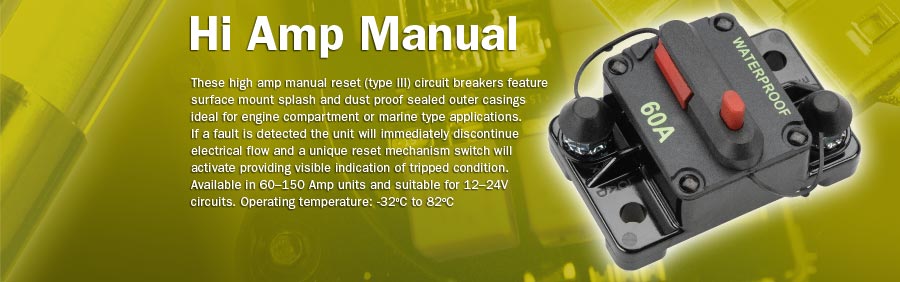 Hi Amp Manual
These high amp manual reset (type III) circuit breakers feature
surface mount splash and dust proof sealed outer casings
ideal for engine compartment or marine type applications.
If a fault is detected the unit will immediately discontinue
electrical flow and a unique reset mechanism switch will
activate providing visible indication of tripped condition.
Available in 60–150 Amp units and suitable for 12–24V
circuits. Operating temperature: -32ºC to 82ºC
WATERPROOF
60A